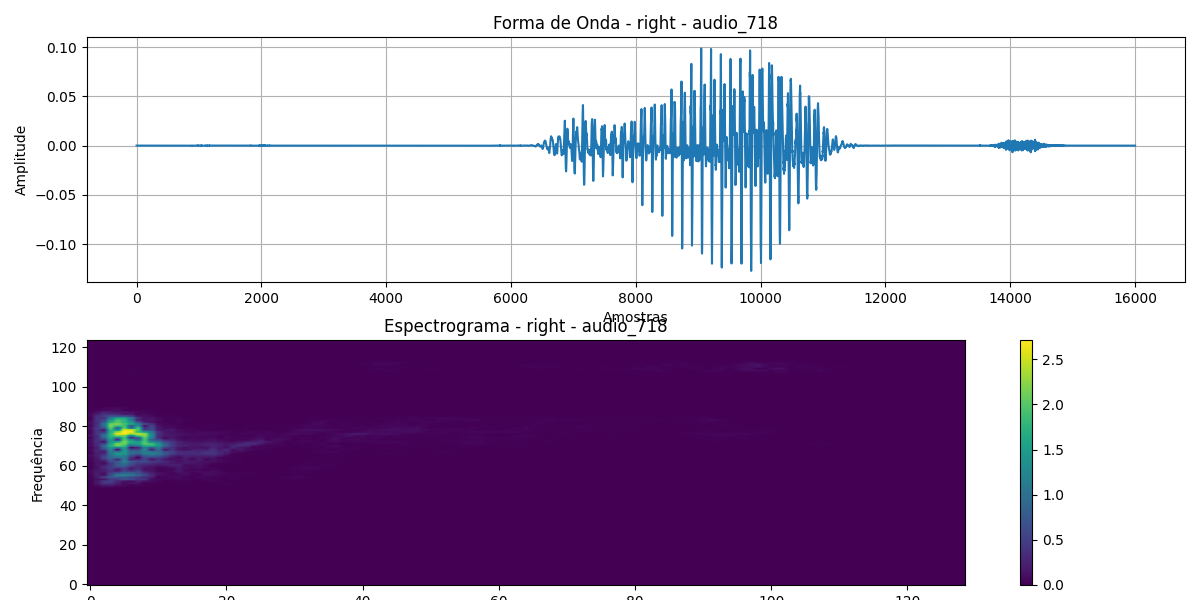 Forma de Onda - right - audio_718
Amplitude
0.10
0.05
0.00
−0.05
−0.10
0 2000 4000 6000 8000 10000 12000 14000 16000
Amostras
Espectrograma - right - audio_718
Frequência
120
100
80
60
40
20
0
0 20 40 60 80 100 120
2.5
2.0
1.5
1.0
0.5
0.0